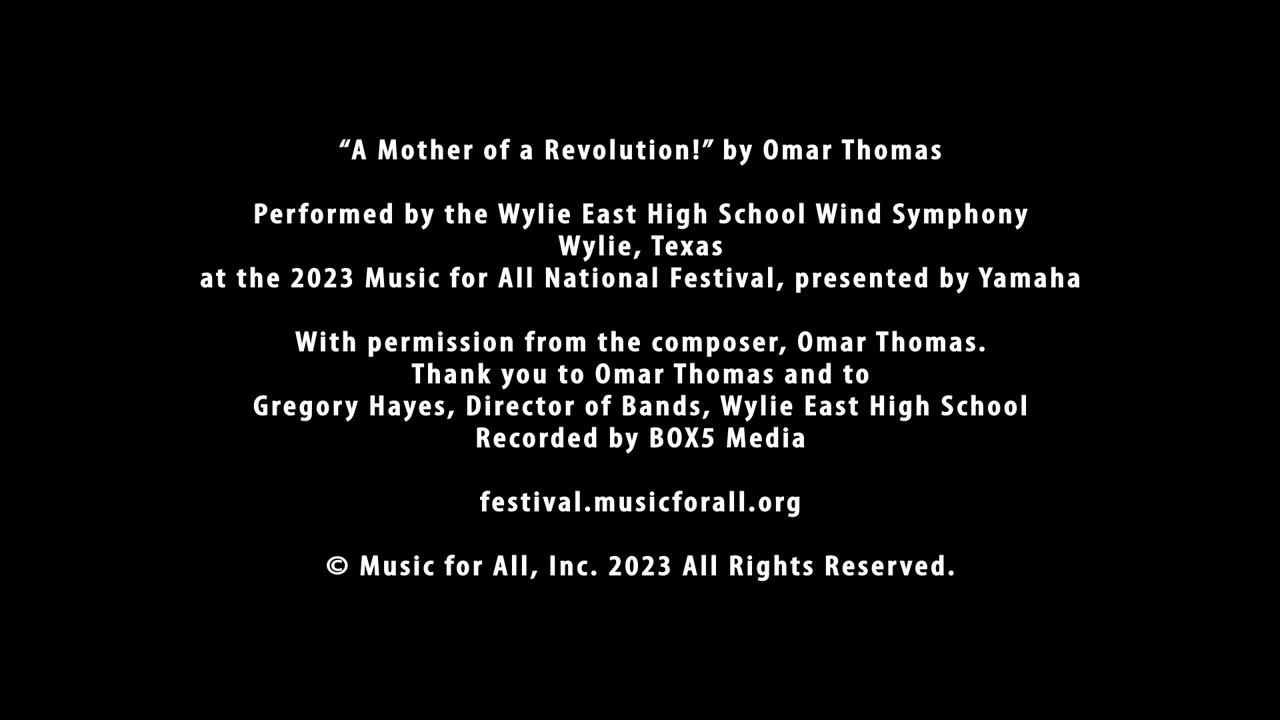 “A Mother of a Revolution!” by Omar Thomas
Performed by the Wylie East High School Wind Symphony
Wylie, Texas
at the 2023 Music for All National Festival, presented by Yamaha
With permission from the composer, Omar Thomas.
Thank you to Omar Thomas and to
Gregory Hayes, Director of Bands, Wylie East High School
Recorded by BOX5 Media
festival.musicforall.org
© Music for All, Inc. 2023 All Rights Reserved.